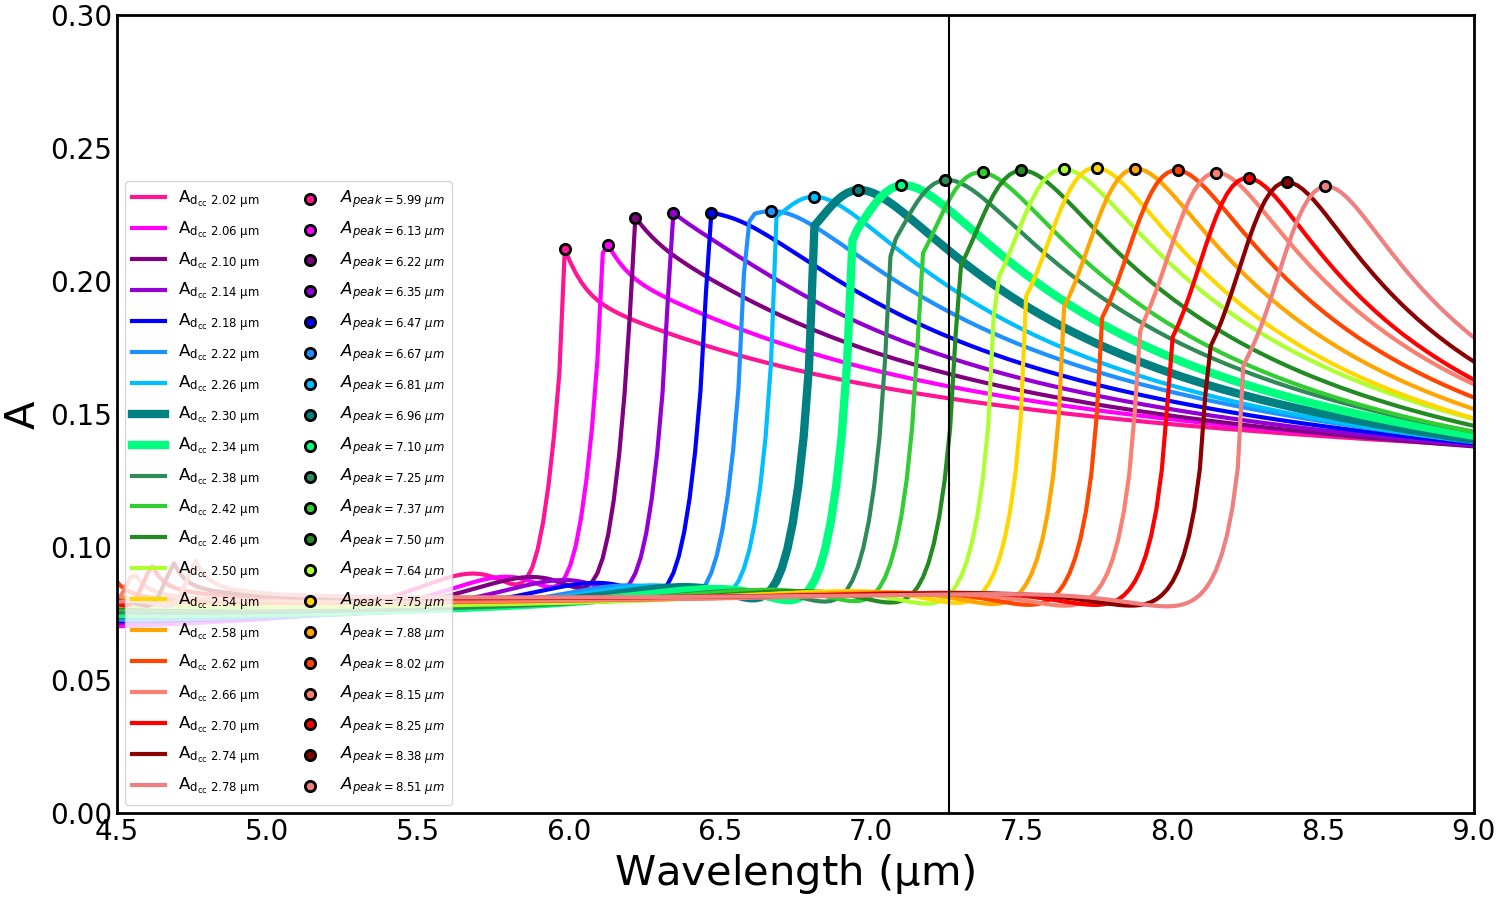 0.30
0.25
0.20
0.15
0.10
0.05
0.00
A
A_dcc 2.02 μm A_peak = 5.99 μm
A_dcc 2.06 μm A_peak = 6.13 μm
A_dcc 2.10 μm A_peak = 6.22 μm
A_dcc 2.14 μm A_peak = 6.35 μm
A_dcc 2.18 μm A_peak = 6.47 μm
A_dcc 2.22 μm A_peak = 6.67 μm
A_dcc 2.26 μm A_peak = 6.81 μm
A_dcc 2.30 μm A_peak = 6.96 μm
A_dcc 2.34 μm A_peak = 7.10 μm
A_dcc 2.38 μm A_peak = 7.25 μm
A_dcc 2.42 μm A_peak = 7.37 μm
A_dcc 2.46 μm A_peak = 7.50 μm
A_dcc 2.50 μm A_peak = 7.64 μm
A_dcc 2.54 μm A_peak = 7.75 μm
A_dcc 2.58 μm A_peak = 7.88 μm
A_dcc 2.62 μm A_peak = 8.02 μm
A_dcc 2.66 μm A_peak = 8.15 μm
A_dcc 2.70 μm A_peak = 8.25 μm
A_dcc 2.74 μm A_peak = 8.38 μm
A_dcc 2.78 μm A_peak = 8.51 μm
4.5 5.0 5.5 6.0 6.5 7.0 7.5 8.0 8.5 9.0
Wavelength (μm)